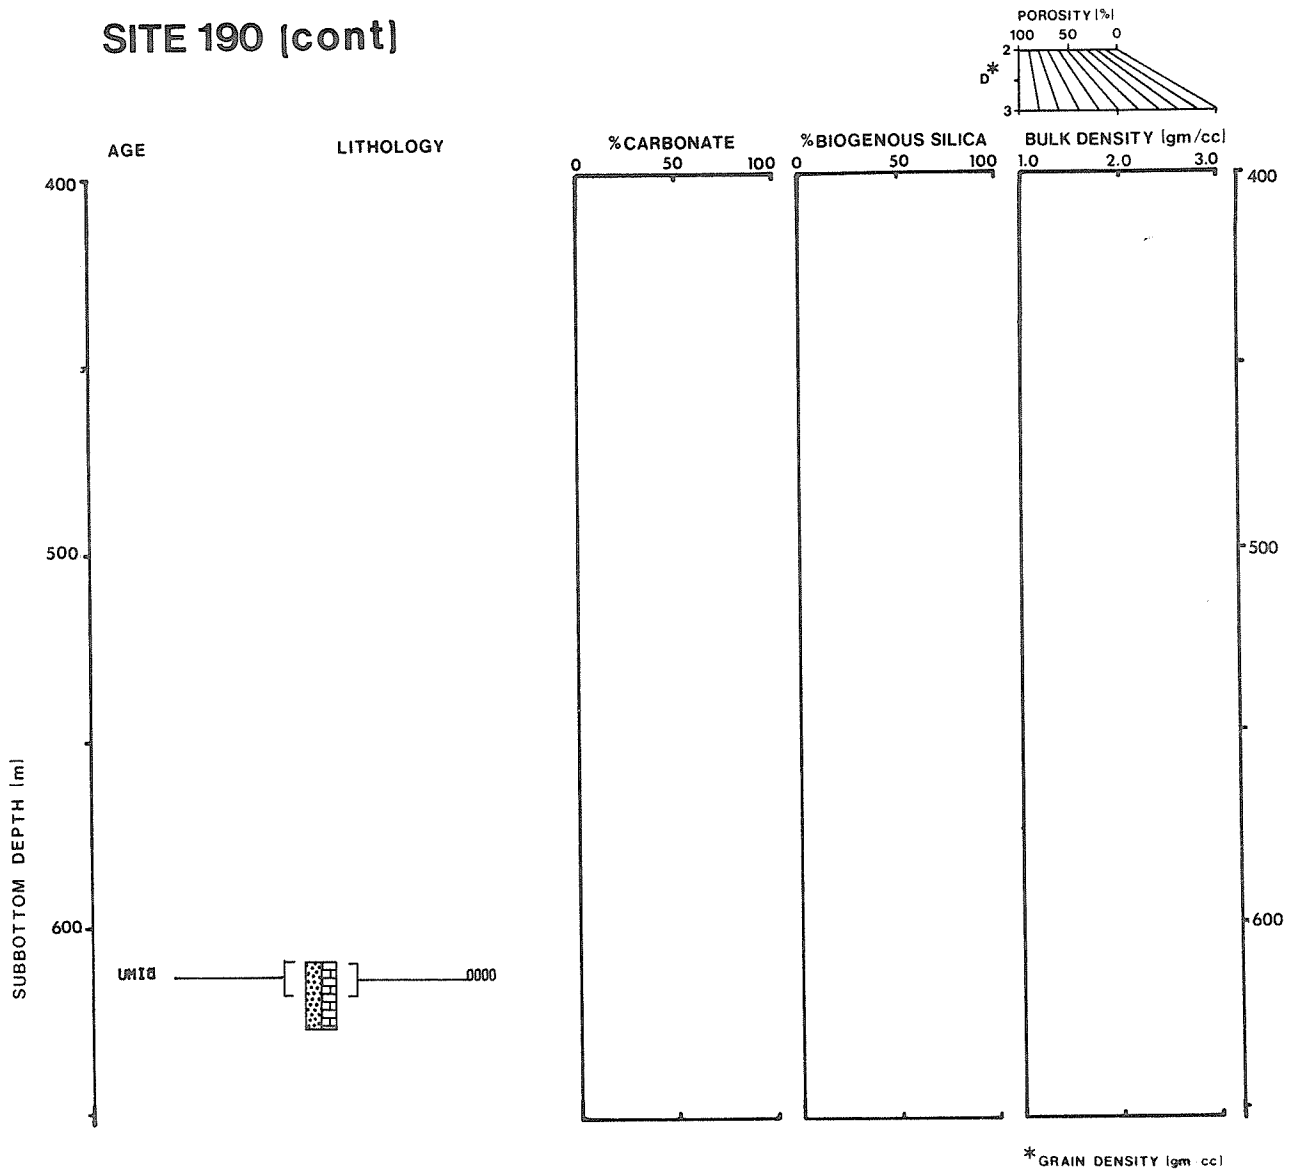 SITE 190 (cont)
POROSITY (%)
100 50 0
2
D*
3
AGE
LITHOLOGY
%CARBONATE
%BIOGENOUS SILICA
BULK DENSITY (gm/cc)
0 50 100
0 50 100
1.0 2.0 3.0
400
400
500
500
SUBBOTTOM DEPTH (m)
600
600
0000
*GRAIN DENSITY (gm cc)